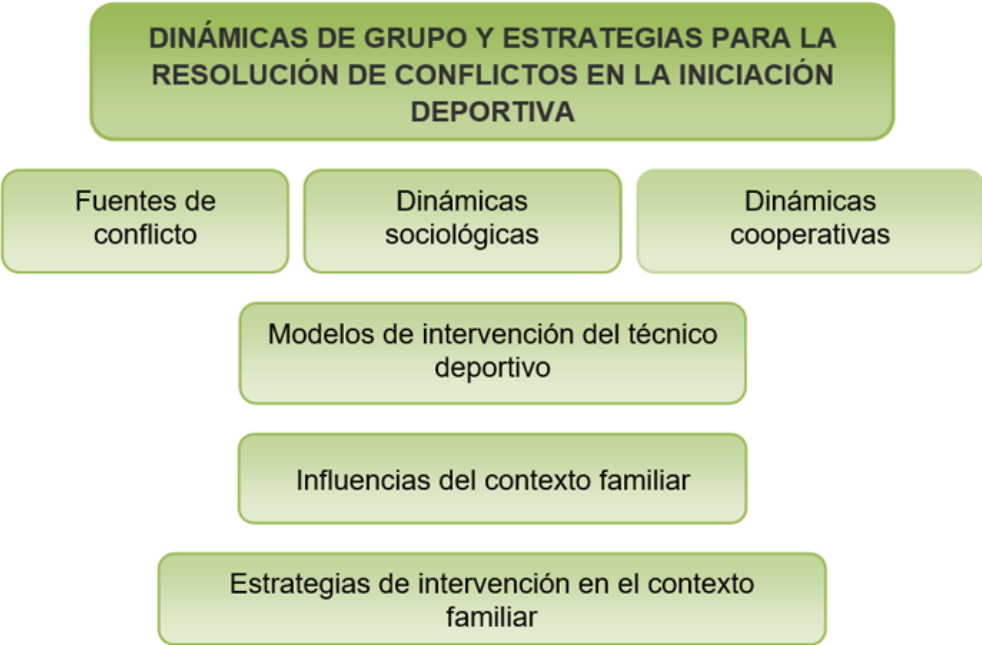 DINÁMICAS DE GRUPO Y ESTRATEGIAS PARA LA
RESOLUCIÓN DE CONFLICTOS EN LA INICIACIÓN
DEPORTIVA
Fuentes de
conflicto
Dinámicas
sociológicas
Dinámicas
cooperativas
Modelos de intervención del técnico
deportivo
Influencias del contexto familiar
Estrategias de intervención en el contexto
familiar